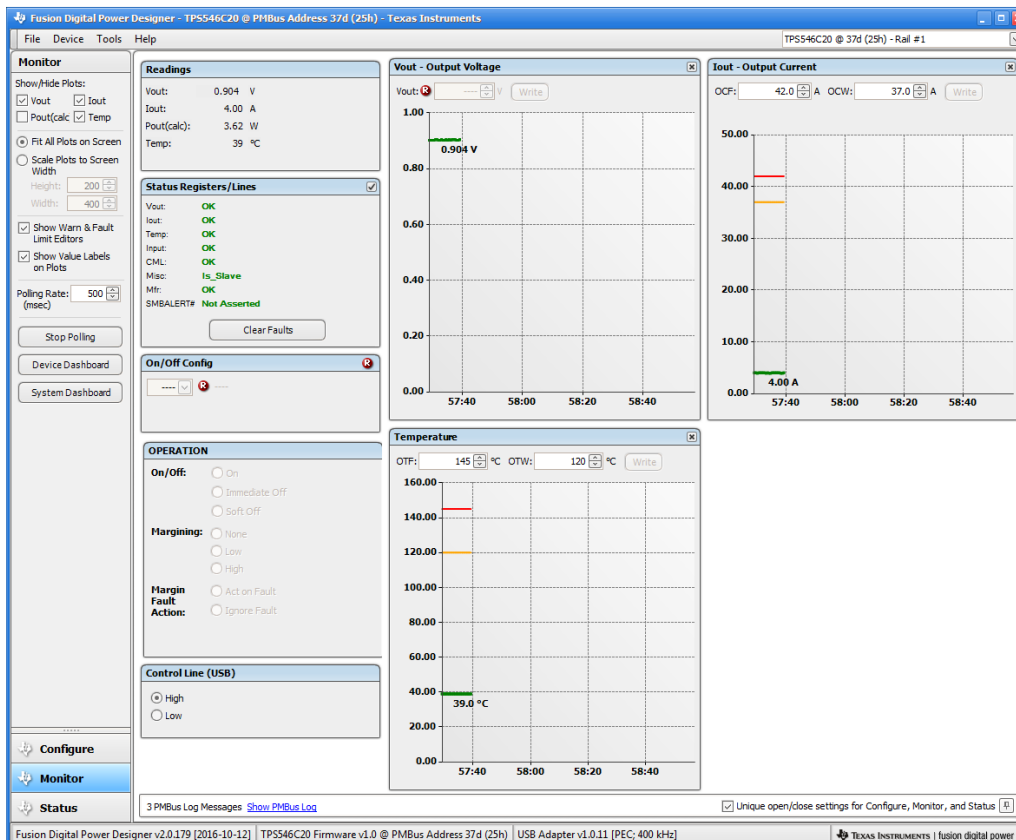 Fusion Digital Power Designer - TPS546C20 @ PMBus Address 37d (25h) - Texas Instruments
File Device Tools Help
TPS546C20 @ 37d (25h) - Rail #1
Monitor
Show/Hide Plots:
Vout Iout
Pout(calc Temp
Fit All Plots on Screen
Scale Plots to Screen
Width
Height: 200
Width: 400
Show Warn & Fault
Limit Editors
Show Value Labels
on Plots
Polling Rate: 500
(msec)
Stop Polling
Device Dashboard
System Dashboard
Configure
Monitor
Status
Readings
Vout: 0.904 V
Iout: 4.00 A
Pout(calc): 3.62 W
Temp: 39 ºC
Status Registers/Lines
Vout: OK
Iout: OK
Temp: OK
Input: OK
CML: OK
Misc: Is_Slave
Mfr: OK
SMBALERT# Not Asserted
Clear Faults
On/Off Config R
---- R ----
OPERATION
On/Off: On
Immediate Off
Soft Off
Margining: None
Low
High
Margin
Fault
Action:
Act on Fault
Ignore Fault
Control Line (USB)
High
Low
Vout - Output Voltage
Vout: R ---- V Write
1.00
0.80
0.60
0.40
0.20
0.00
0.904 V
57:40 58:00 58:20 58:40
Iout - Output Current
OCF: 42.0 A OCW: 37.0 A Write
50.00
40.00
30.00
20.00
10.00
0.00
4.00 A
57:40 58:00 58:20 58:40
Temperature
OTF: 145 ºC OTW: 120 ºC Write
160.00
140.00
120.00
100.00
80.00
60.00
40.00
20.00
0.00
39.0 ºC
57:40 58:00 58:20 58:40
3 PMBus Log Messages Show PMBus Log
Unique open/close settings for Configure, Monitor, and Status
Fusion Digital Power Designer v2.0.179 [2016-10-12] TPS546C20 Firmware v1.0 @ PMBus Address 37d (25h) USB Adapter v1.0.11 [PEC; 400 kHz] TEXAS INSTRUMENTS | fusion digital power